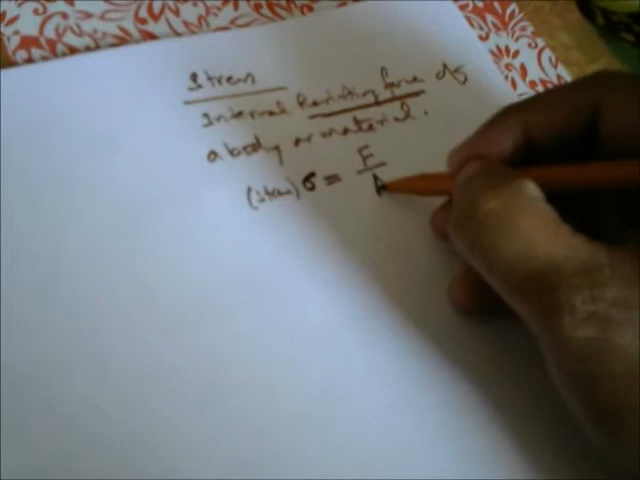 Stress
Internal Resisting force of
a body or material.
(stress) σ = F/A